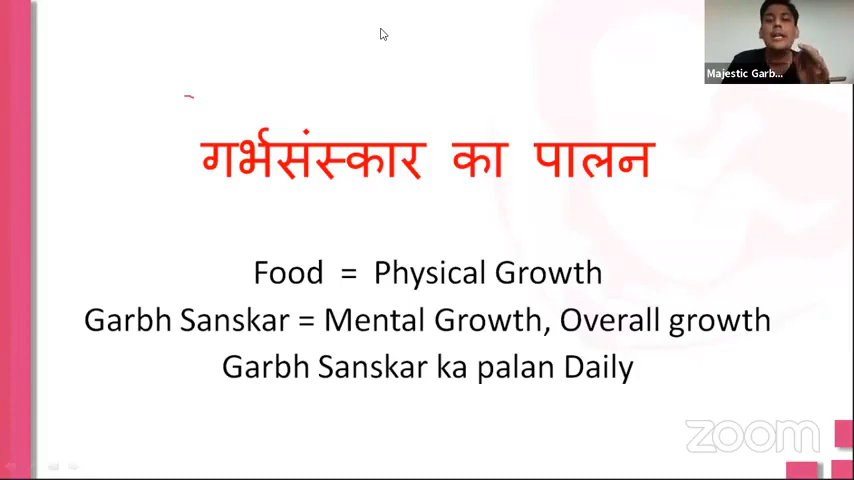 Majestic Garb...
गर्भसंस्कार का पालन
Food = Physical Growth
Garbh Sanskar = Mental Growth, Overall growth
Garbh Sanskar ka palan Daily
zoom